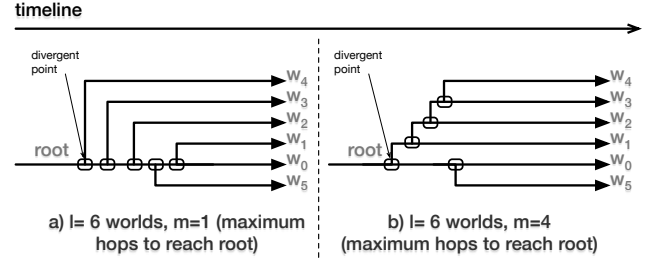 timeline
divergent
point
root
W4
W3
W2
W1
W0
W5
a) l= 6 worlds, m=1 (maximum
hops to reach root)
divergent
point
root
W4
W3
W2
W1
W0
W5
b) l= 6 worlds, m=4
(maximum hops to reach root)